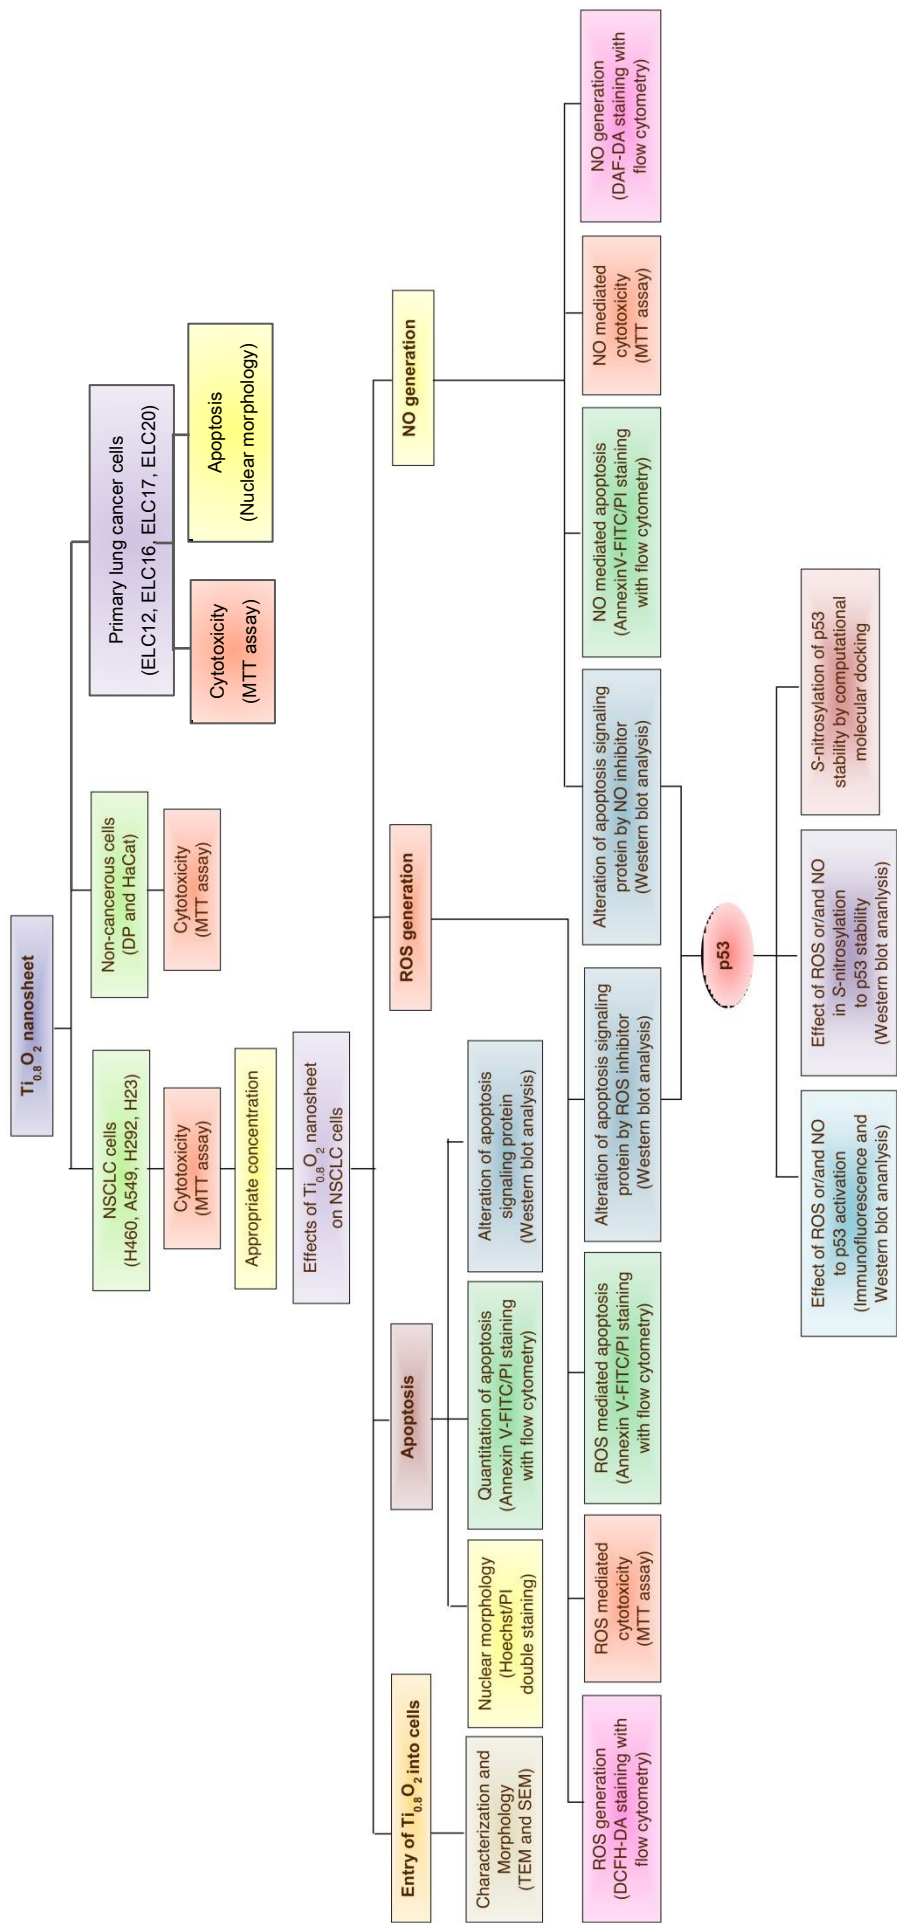 Ti0.8O2 nanosheet
NSCLC cells
(H460, A549, H292, H23)
Non-cancerous cells
(DP and HaCat)
Primary lung cancer cells
(ELC12, ELC16, ELC17, ELC20)
Cytotoxicity
(MTT assay)
Cytotoxicity
(MTT assay)
Cytotoxicity
(MTT assay)
Apoptosis
(Nuclear morphology)
Appropriate concentration
Effects of Ti0.8O2 nanosheet
on NSCLC cells
Entry of Ti0.8O2 into cells
Apoptosis
ROS generation
NO generation
Characterization and
Morphology
(TEM and SEM)
Nuclear morphology
(Hoechst/PI
double staining)
Quantitation of apoptosis
(Annexin V-FITC/PI staining
with flow cytometry)
Alteration of apoptosis
signaling protein
(Western blot analysis)
ROS generation
(DCFH-DA staining with
flow cytometry)
ROS mediated
cytotoxicity
(MTT assay)
ROS mediated apoptosis
(Annexin V-FITC/PI staining
with flow cytometry)
Alteration of apoptosis signaling
protein by ROS inhibitor
(Western blot analysis)
Alteration of apoptosis signaling
protein by NO inhibitor
(Western blot analysis)
NO mediated apoptosis
(AnnexinV-FITC/PI staining
with flow cytometry)
NO mediated
cytotoxicity
(MTT assay)
NO generation
(DAF-DA staining with
flow cytometry)
p53
Effect of ROS or/and NO
to p53 activation
(Immunofluorescence and
Western blot ananlysis)
Effect of ROS or/and NO
in S-nitrosylation
to p53 stability
(Western blot ananlysis)
S-nitrosylation of p53
stability by computational
molecular docking